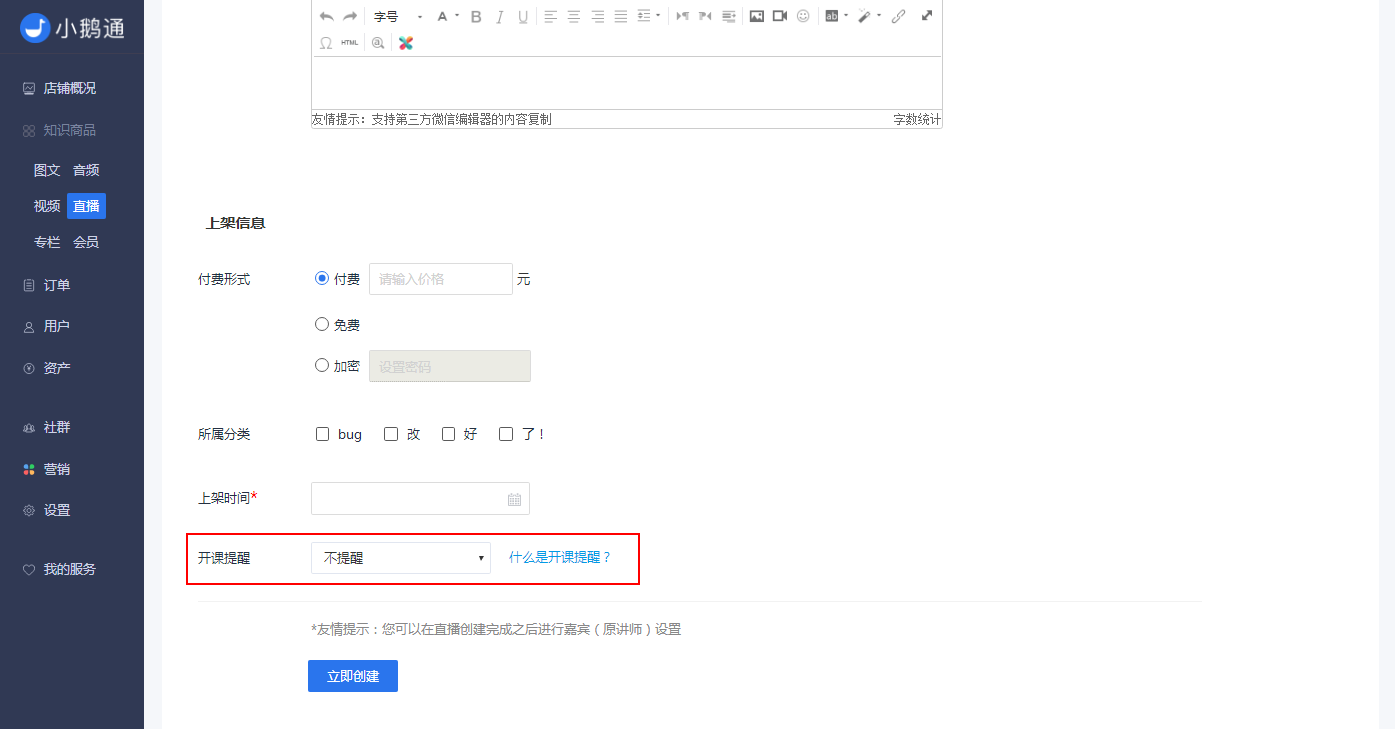 小鹅通
店铺概况
知识商品
图文 音频
视频 直播
专栏 会员
订单
用户
资产
社群
营销
设置
我的服务
字号 A B I U ab
Ω HTML
友情提示：支持第三方微信编辑器的内容复制 字数统计
上架信息
付费形式 付费 请输入价格 元
免费
加密 设置密码
所属分类 bug 改 好 了！
上架时间*
开课提醒 不提醒 什么是开课提醒？
*友情提示：您可以在直播创建完成之后进行嘉宾（原讲师）设置
立即创建